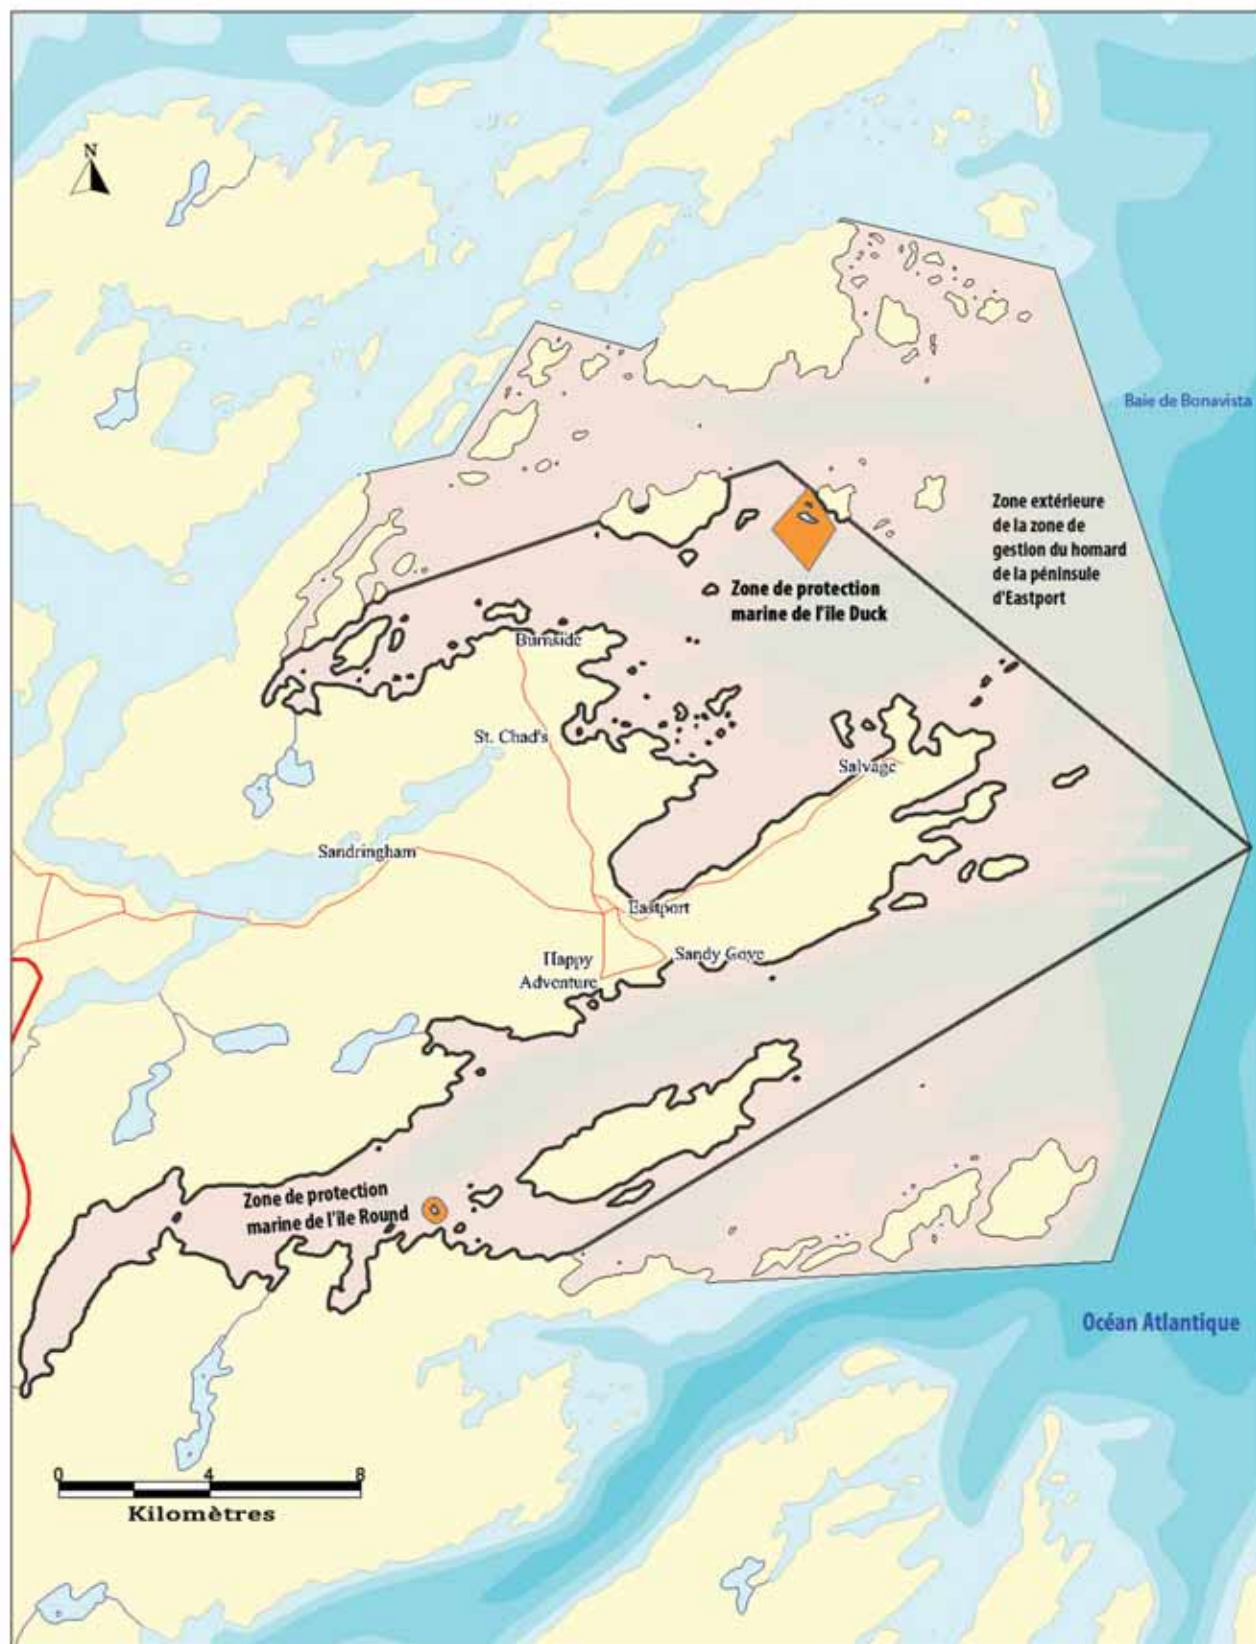 N
Baie de Bonavista
Zone extérieure
de la zone de
gestion du homard
de la péninsule
d'Eastport
Zone de protection
marine de l'île Duck
Burnside
St. Chad's
Salvage
Sandringham
Eastport
Happy
Adventure
Sandy Cove
Zone de protection
marine de l'île Round
Océan Atlantique
0 4 8
Kilomètres